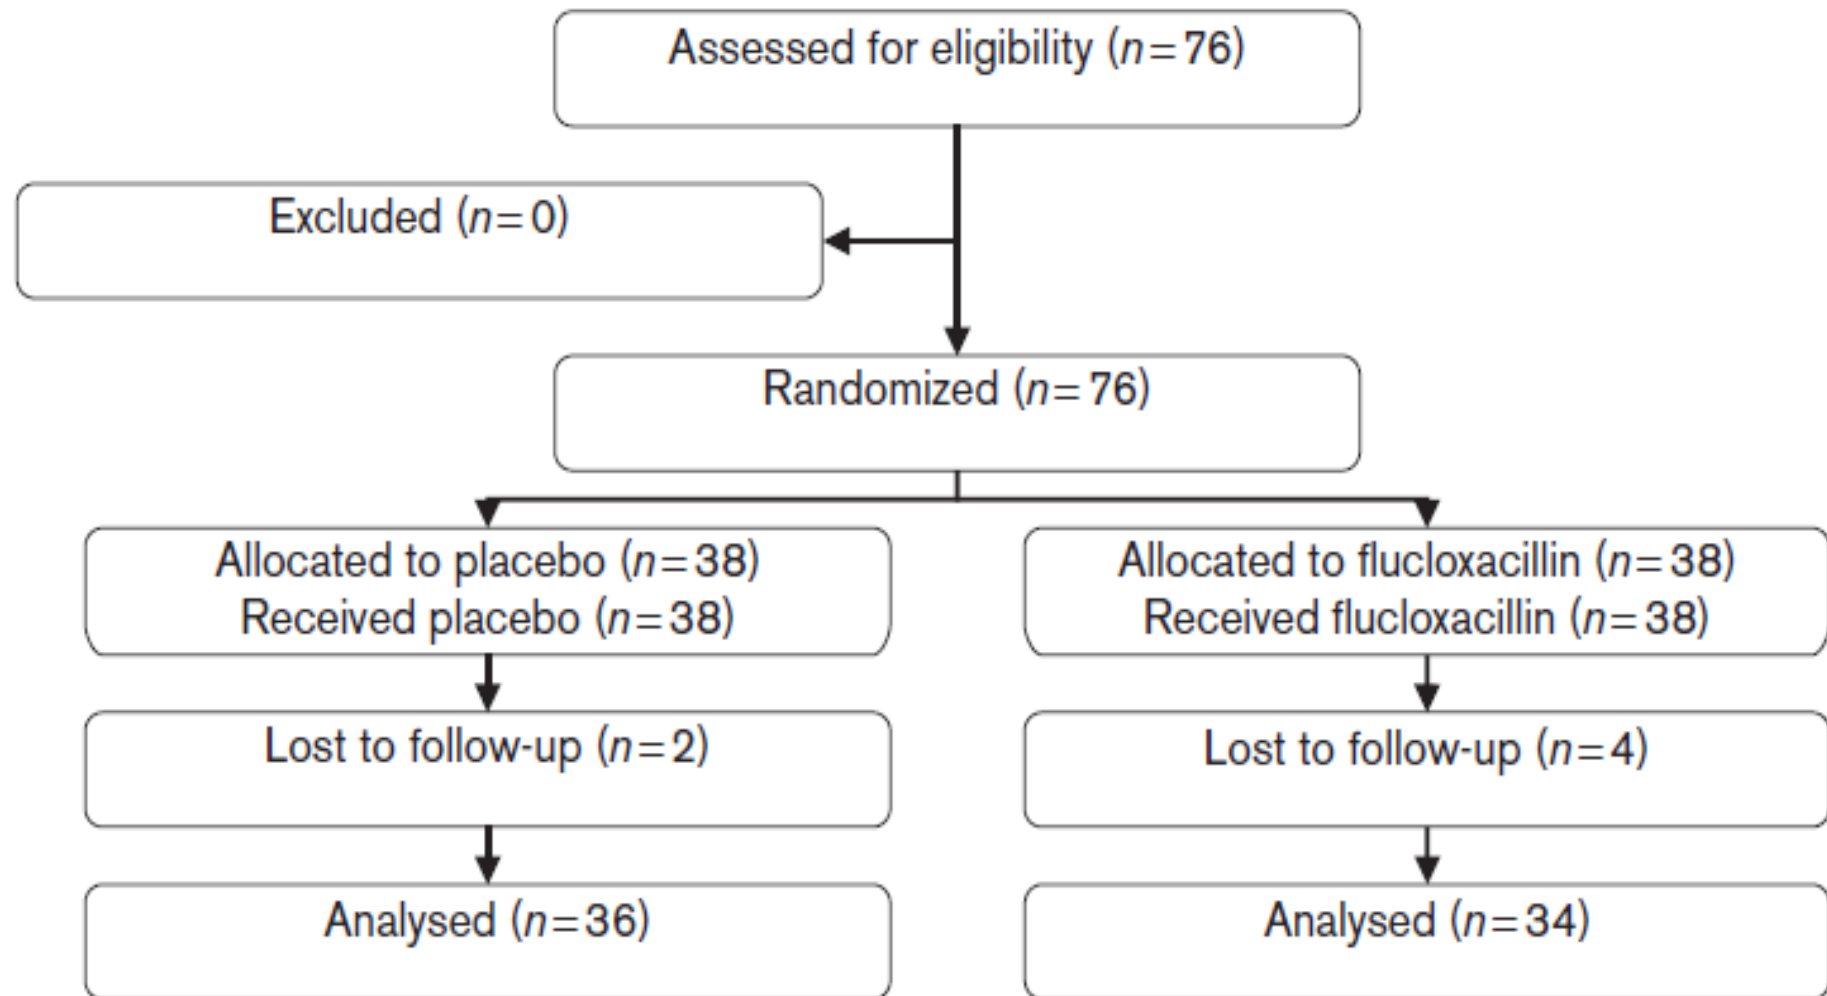 Assessed for eligibility (n=76)
Excluded (n=0)
Randomized (n=76)
Allocated to placebo (n=38)
Received placebo (n=38)
Allocated to flucloxacillin (n=38)
Received flucloxacillin (n=38)
Lost to follow-up (n=2)
Lost to follow-up (n=4)
Analysed (n=36)
Analysed (n=34)